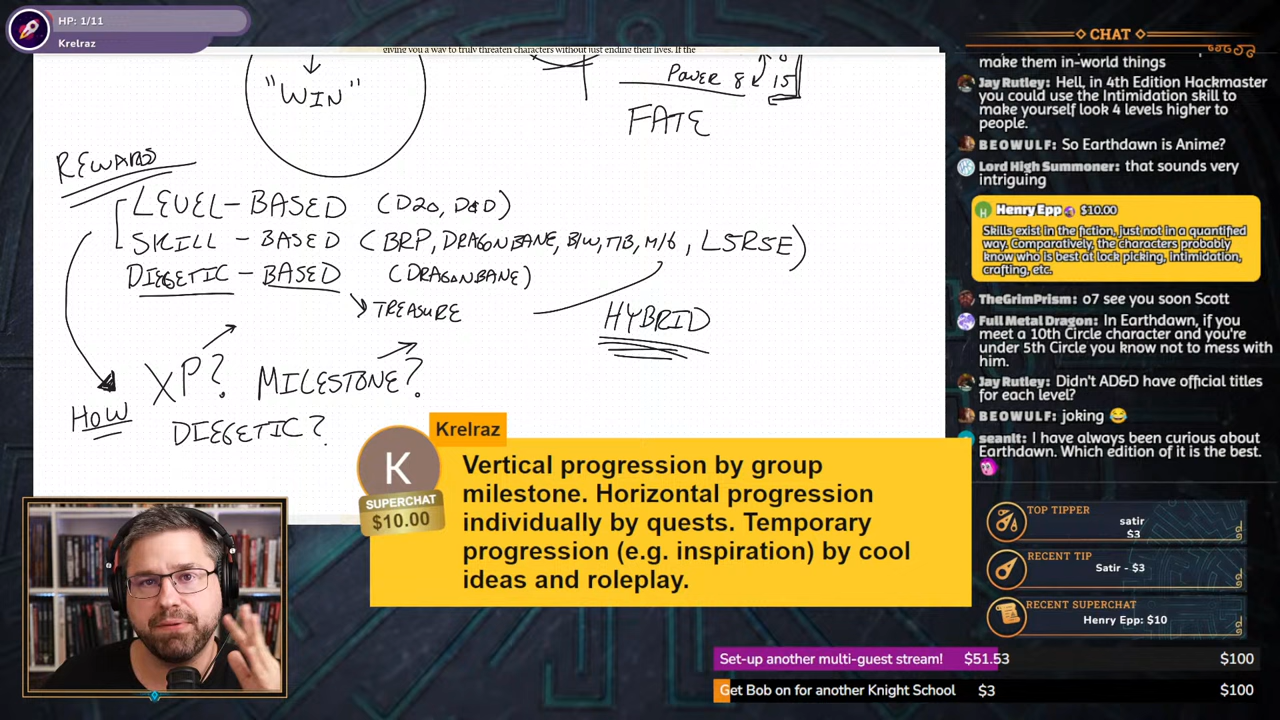 HP: 1/11
Krelraz
giving you a way to truly threaten characters without just ending their lives. If the
"WIN"
Power 8
15
FATE
REWARDS
LEVEL-BASED (D20, D&D)
SKILL-BASED (BRP, DRAGONBANE, B/W, T/B, M/G, LSRSE)
DIEGETIC-BASED (DRAGONBANE)
TREASURE
HYBRID
XP? MILESTONE?
HOW
DIEGETIC?
Krelraz
K
SUPERCHAT
$10.00
Vertical progression by group
milestone. Horizontal progression
individually by quests. Temporary
progression (e.g. inspiration) by cool
ideas and roleplay.
CHAT
make them in-world things
Jay Rutley: Hell, in 4th Edition Hackmaster
you could use the Intimidation skill to
make yourself look 4 levels higher to
people.
BEOWULF: So Earthdawn is Anime?
Lord High Summoner: that sounds very
intriguing
H Henry Epp $10.00
Skills exist in the fiction, just not in a quantified
way. Comparatively, the characters probably
know who is best at lock picking, intimidation,
crafting, etc.
TheGrimPrism: o7 see you soon Scott
Full Metal Dragon: In Earthdawn, if you
meet a 10th Circle character and you're
under 5th Circle you know not to mess with
him.
Jay Rutley: Didn't AD&D have official titles
for each level?
BEOWULF: joking 😂
seanlt: I have always been curious about
Earthdawn. Which edition of it is the best.
TOP TIPPER
satir
$3
RECENT TIP
Satir - $3
RECENT SUPERCHAT
Henry Epp: $10
Set-up another multi-guest stream! $51.53 $100
Get Bob on for another Knight School $3 $100